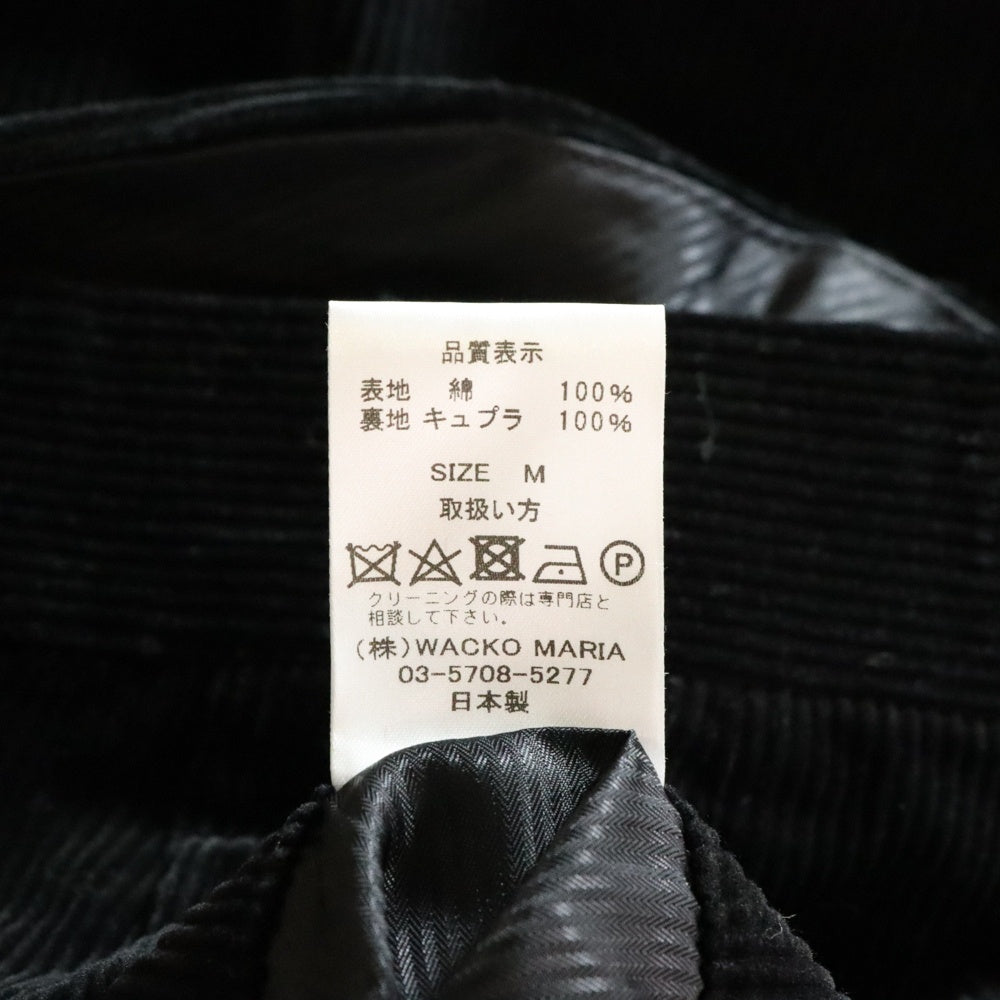 品質表示
表地 綿 100%
裏地 キュプラ 100%
SIZE M
取扱い方
P
クリーニングの際は専門店と
相談して下さい。
(株)WACKO MARIA
03-5708-5277
日本製